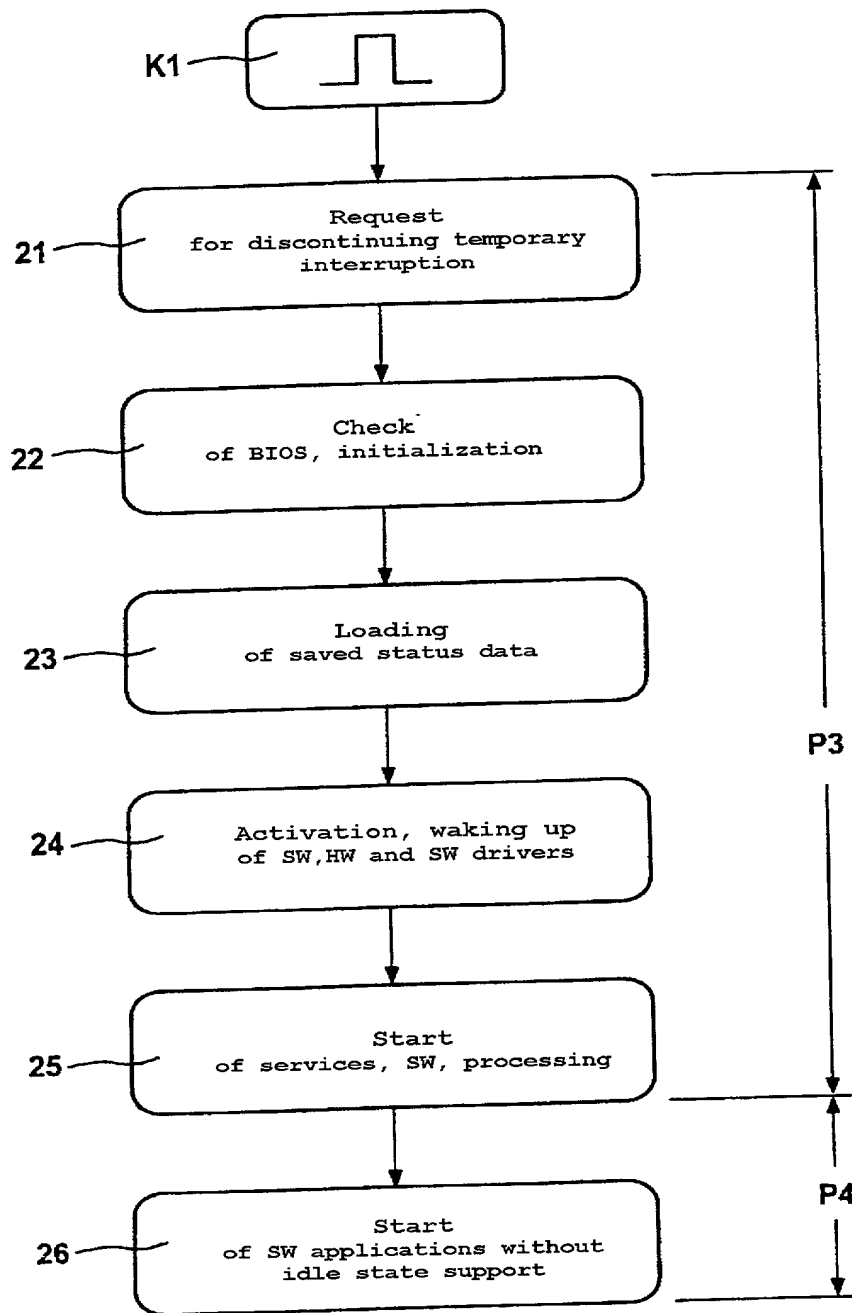 K1
21
Request
for discontinuing temporary
interruption
22
Check
of BIOS, initialization
23
Loading
of saved status data
P3
24
Activation, waking up
of SW,HW and SW drivers
25
Start
of services, SW, processing
P4
26
Start
of SW applications without
idle state support